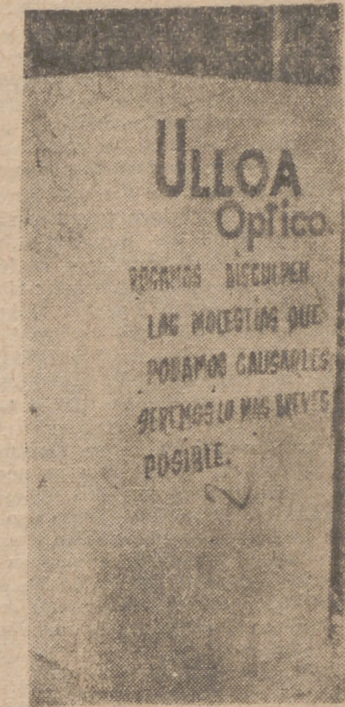 ULLOA
Optico.
ROGAMOS DISCULPEN
LAS MOLESTIAS QUE
PODAMOS CAUSARLES
SEREMOS LO MAS BREVES
POSIBLE.